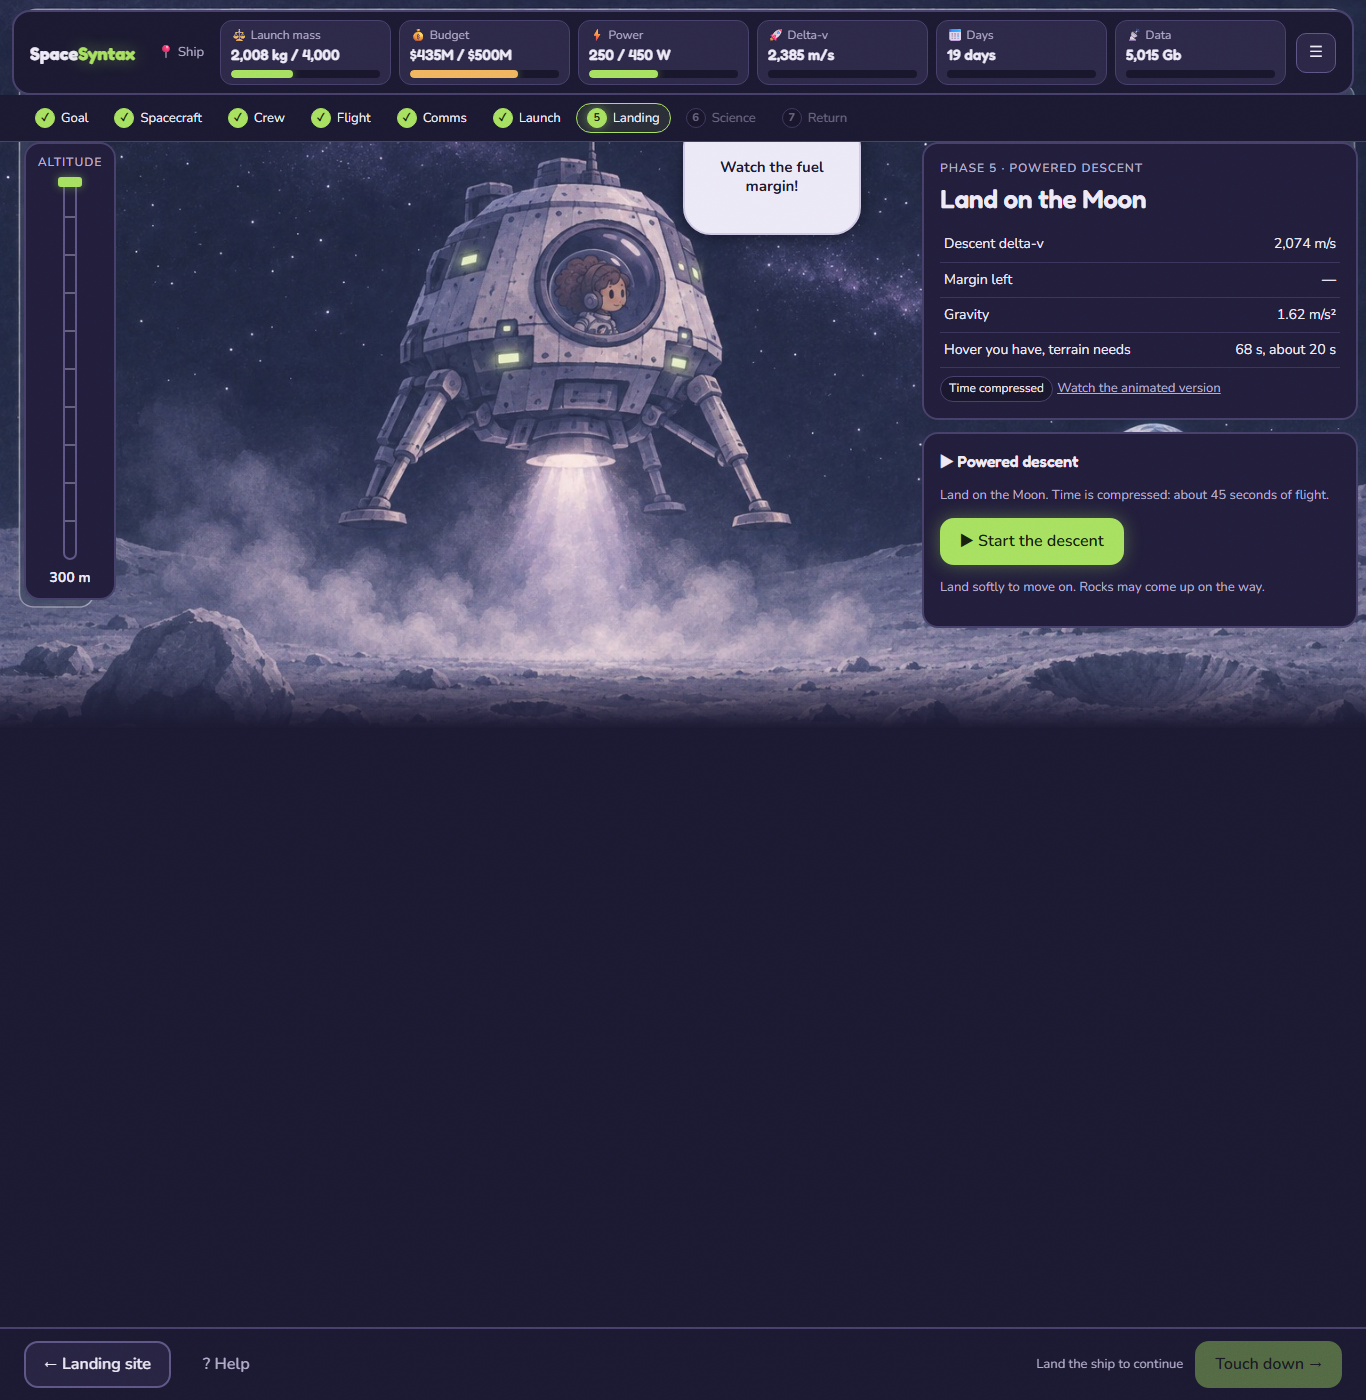 SpaceSyntax
📍 Ship
⚖️ Launch mass
2,008 kg / 4,000
💰 Budget
$435M / $500M
⚡ Power
250 / 450 W
🚀 Delta-v
2,385 m/s
📅 Days
19 days
📡 Data
5,015 Gb
☰
✓ Goal
✓ Spacecraft
✓ Crew
✓ Flight
✓ Comms
✓ Launch
5 Landing
6 Science
7 Return
ALTITUDE
300 m
Watch the fuel
margin!
PHASE 5 · POWERED DESCENT
Land on the Moon
Descent delta-v 2,074 m/s
Margin left —
Gravity 1.62 m/s²
Hover you have, terrain needs 68 s, about 20 s
Time compressed Watch the animated version
▶ Powered descent
Land on the Moon. Time is compressed: about 45 seconds of flight.
▶ Start the descent
Land softly to move on. Rocks may come up on the way.
← Landing site
? Help
Land the ship to continue
Touch down →